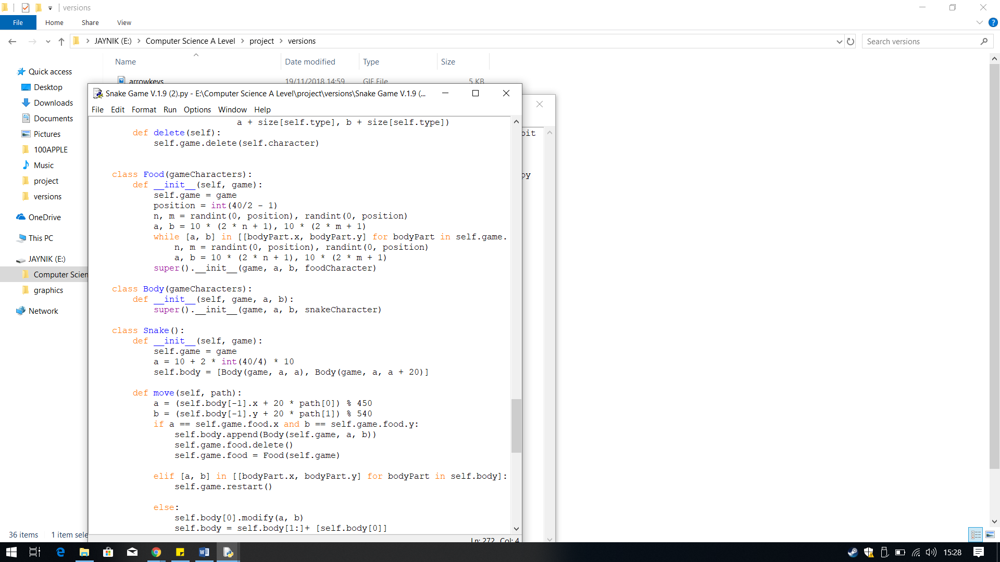 versions
File Home Share View
JAYNIK (E:) Computer Science A Level project versions
Search versions
Name Date modified Type Size
arrowkeys 19/11/2018 14:59 GIF File 5 KB
Quick access
Desktop
Downloads
Documents
Pictures
100APPLE
Music
project
versions
OneDrive
This PC
JAYNIK (E:)
Computer Scien
graphics
Network
36 items 1 item sele
Snake Game V.1.9 (2).py - E:\Computer Science A Level\project\versions\Snake Game V.1.9 (...
File Edit Format Run Options Window Help
a + size[self.type], b + size[self.type])
def delete(self):
self.game.delete(self.character)
class Food(gameCharacters):
def __init__(self, game):
self.game = game
position = int(40/2 - 1)
n, m = randint(0, position), randint(0, position)
a, b = 10 * (2 * n + 1), 10 * (2 * m + 1)
while [a, b] in [[bodyPart.x, bodyPart.y] for bodyPart in self.game.
n, m = randint(0, position), randint(0, position)
a, b = 10 * (2 * n + 1), 10 * (2 * m + 1)
super().__init__(game, a, b, foodCharacter)
class Body(gameCharacters):
def __init__(self, game, a, b):
super().__init__(game, a, b, snakeCharacter)
class Snake():
def __init__(self, game):
self.game = game
a = 10 + 2 * int(40/4) * 10
self.body = [Body(game, a, a), Body(game, a, a + 20)]
def move(self, path):
a = (self.body[-1].x + 20 * path[0]) % 450
b = (self.body[-1].y + 20 * path[1]) % 540
if a == self.game.food.x and b == self.game.food.y:
self.body.append(Body(self.game, a, b))
self.game.food.delete()
self.game.food = Food(self.game)
elif [a, b] in [[bodyPart.x, bodyPart.y] for bodyPart in self.body]:
self.game.restart()
else:
self.body[0].modify(a, b)
self.body = self.body[1:]+ [self.body[0]]
Ln: 272 Col: 4
bit
py
15:28